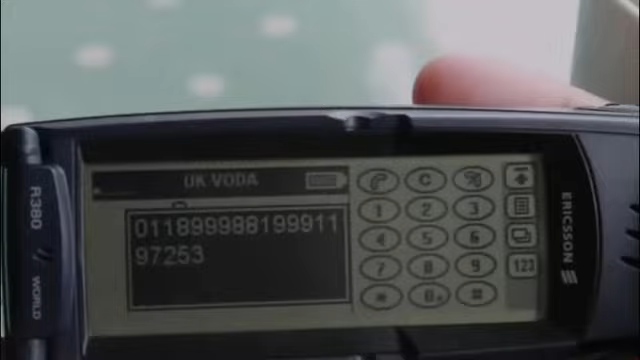 UK VODA
011899988199911
97253
C
1 2 3
4 5 6
7 8 9
* 0+ #
123
R380
WORLD
ERICSSON